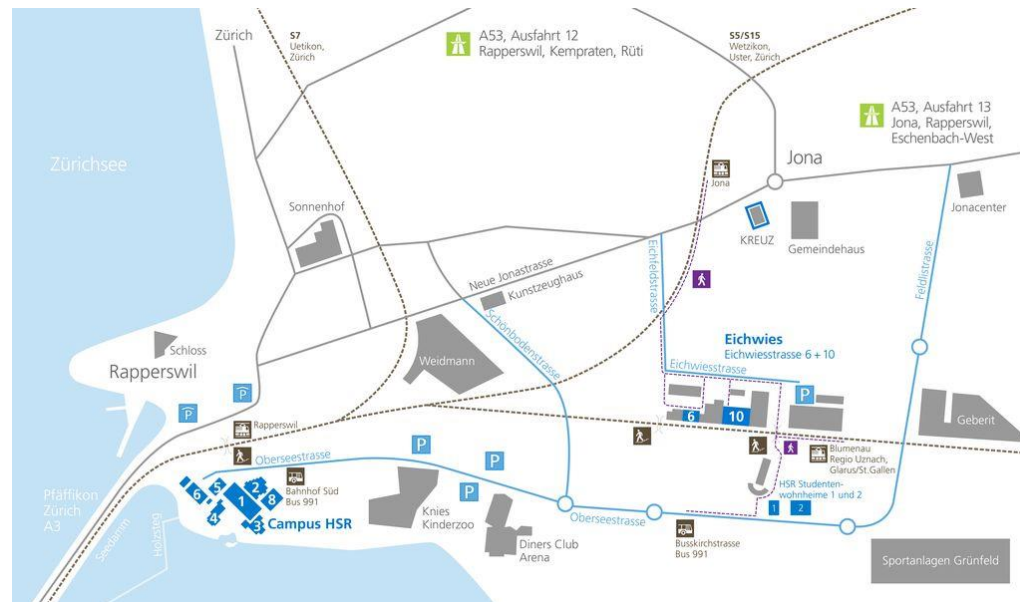 Zürich
S7
Uetikon,
Zürich
A53, Ausfahrt 12
Rapperswil, Kempraten, Rüti
S5/S15
Wetzikon,
Uster, Zürich
A53, Ausfahrt 13
Jona, Rapperswil,
Eschenbach-West
Zürichsee
Jona
Jona
Jonacenter
Sonnenhof
KREUZ
Gemeindehaus
Eichfeldstrasse
Feldlistrasse
Neue Jonastrasse
Kunstzeughaus
Schönbodenstrasse
Schloss
Rapperswil
Weidmann
Eichwies
Eichwiesstrasse 6 + 10
Eichwiesstrasse
P
P
P
6
10
Geberit
Rapperswil
P
P
P
Blumenau
Regio Uznach,
Glarus/St.Gallen
Oberseestrasse
Bahnhof Süd
Bus 991
HSR Studenten-
wohnheime 1 und 2
1
2
Pfäffikon
Zürich
A3
6
5
2
1
8
4
3
Campus HSR
Knies
Kinderzoo
Oberseestrasse
Seedamm
Holzsteg
Diners Club
Arena
Busskirchstrasse
Bus 991
Sportanlagen Grünfeld